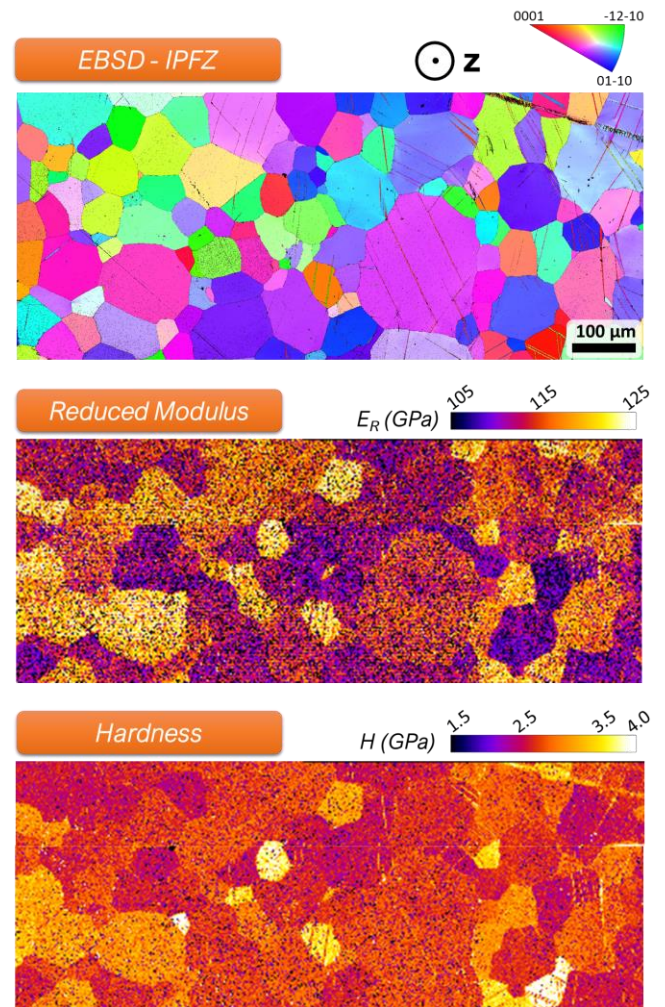 0001 -12-10
EBSD - IPFZ
z
01-10
100 µm
Reduced Modulus
E_R (GPa) 105 115 125
Hardness
H (GPa) 1.5 2.5 3.5 4.0